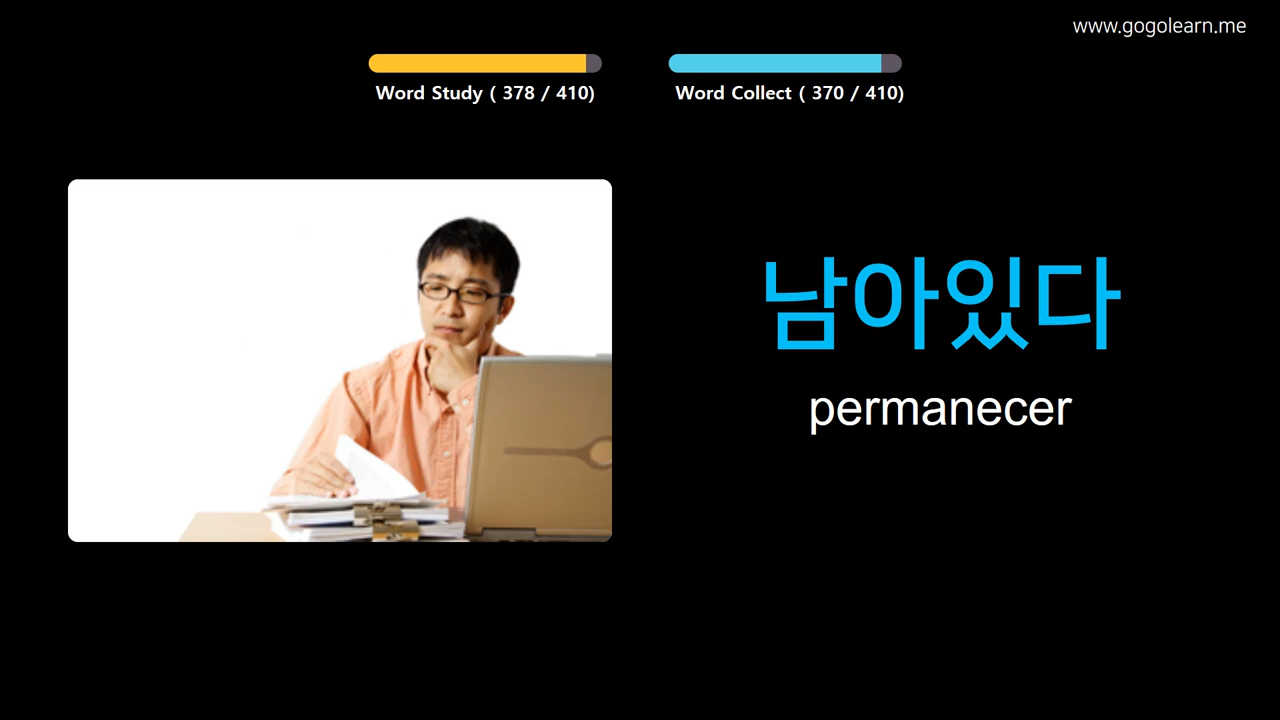 www.gogolearn.me
Word Study ( 378 / 410)
Word Collect ( 370 / 410)
남아있다
permanecer